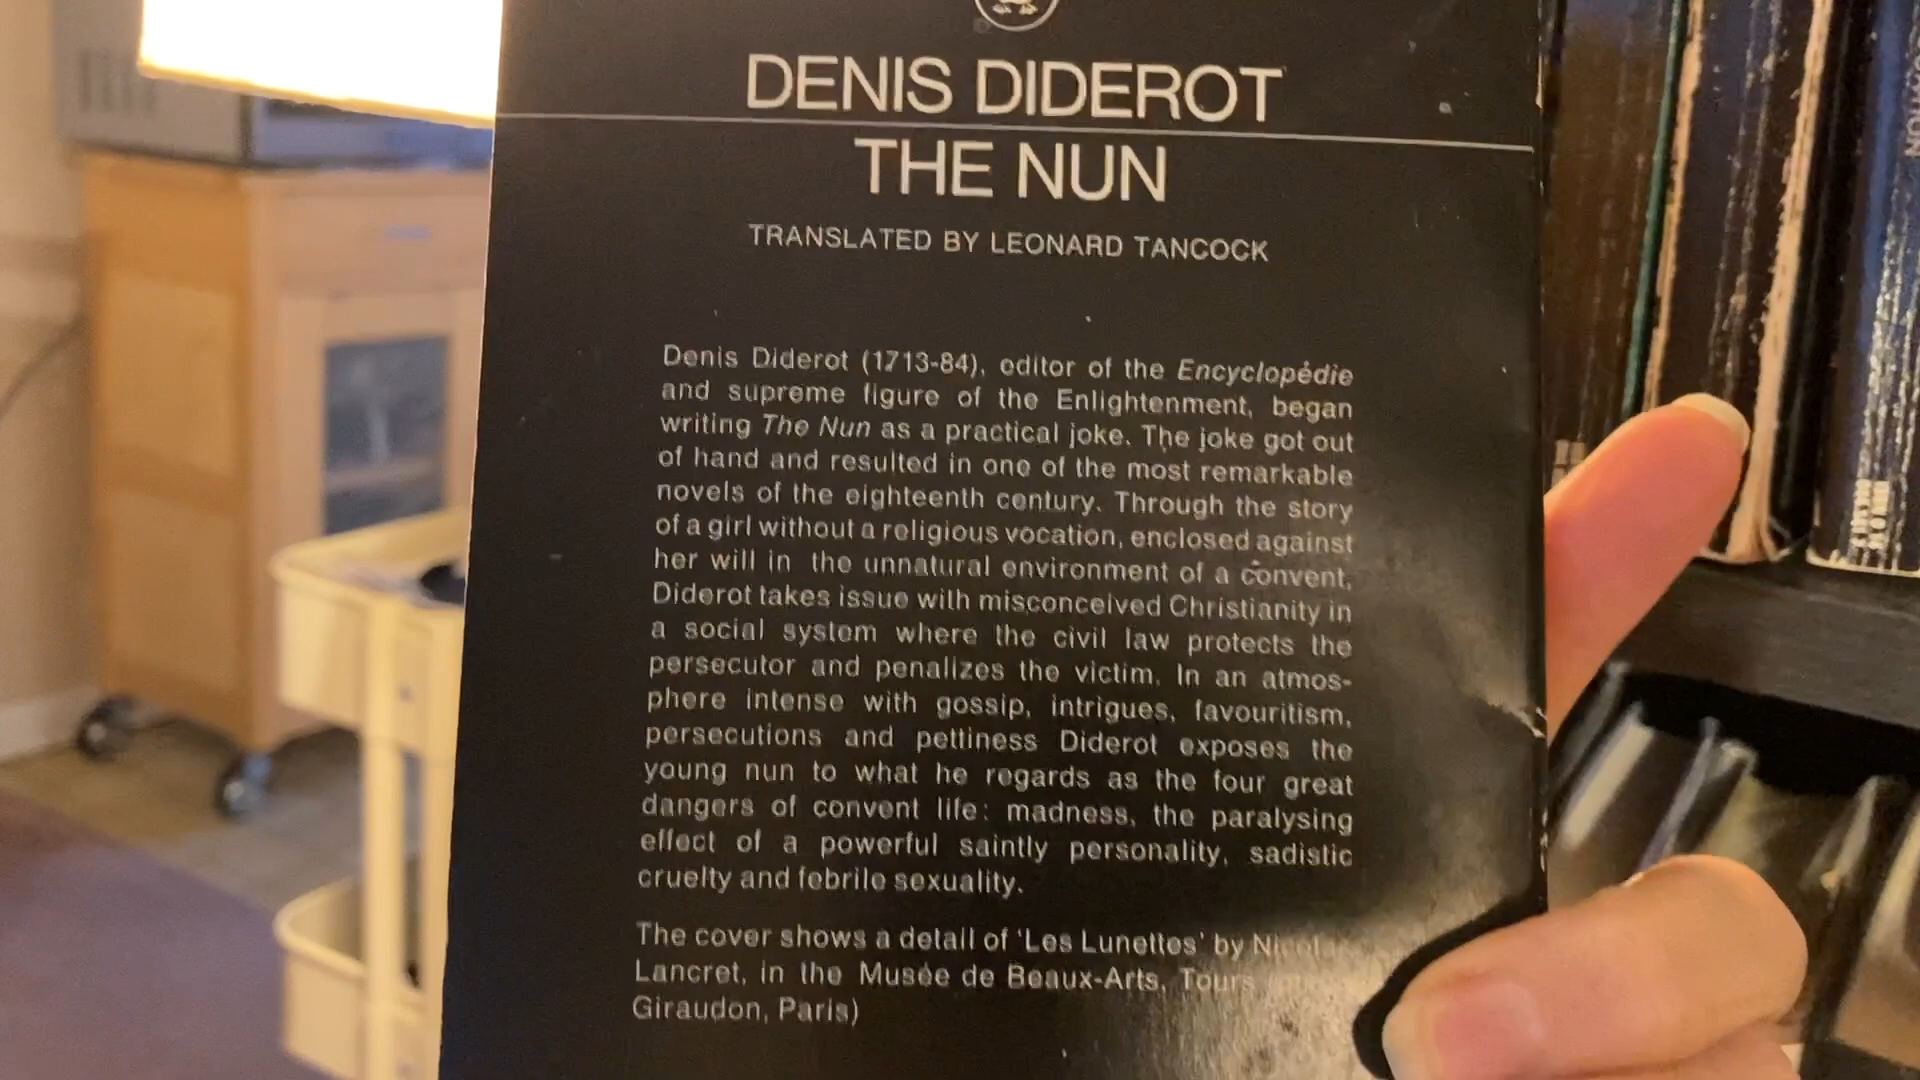 DENIS DIDEROT
THE NUN
TRANSLATED BY LEONARD TANCOCK
Denis Diderot (1713-84), editor of the Encyclopédie
and supreme figure of the Enlightenment, began
writing The Nun as a practical joke. The joke got out
of hand and resulted in one of the most remarkable
novels of the eighteenth century. Through the story
of a girl without a religious vocation, enclosed against
her will in the unnatural environment of a convent,
Diderot takes issue with misconceived Christianity in
a social system where the civil law protects the
persecutor and penalizes the victim. In an atmos-
phere intense with gossip, intrigues, favouritism,
persecutions and pettiness Diderot exposes the
young nun to what he regards as the four great
dangers of convent life: madness, the paralysing
effect of a powerful saintly personality, sadistic
cruelty and febrile sexuality.
The cover shows a detail of 'Les Lunettes' by
Lancret, in the Musée de Beaux-Arts, Tours
Giraudon, Paris)